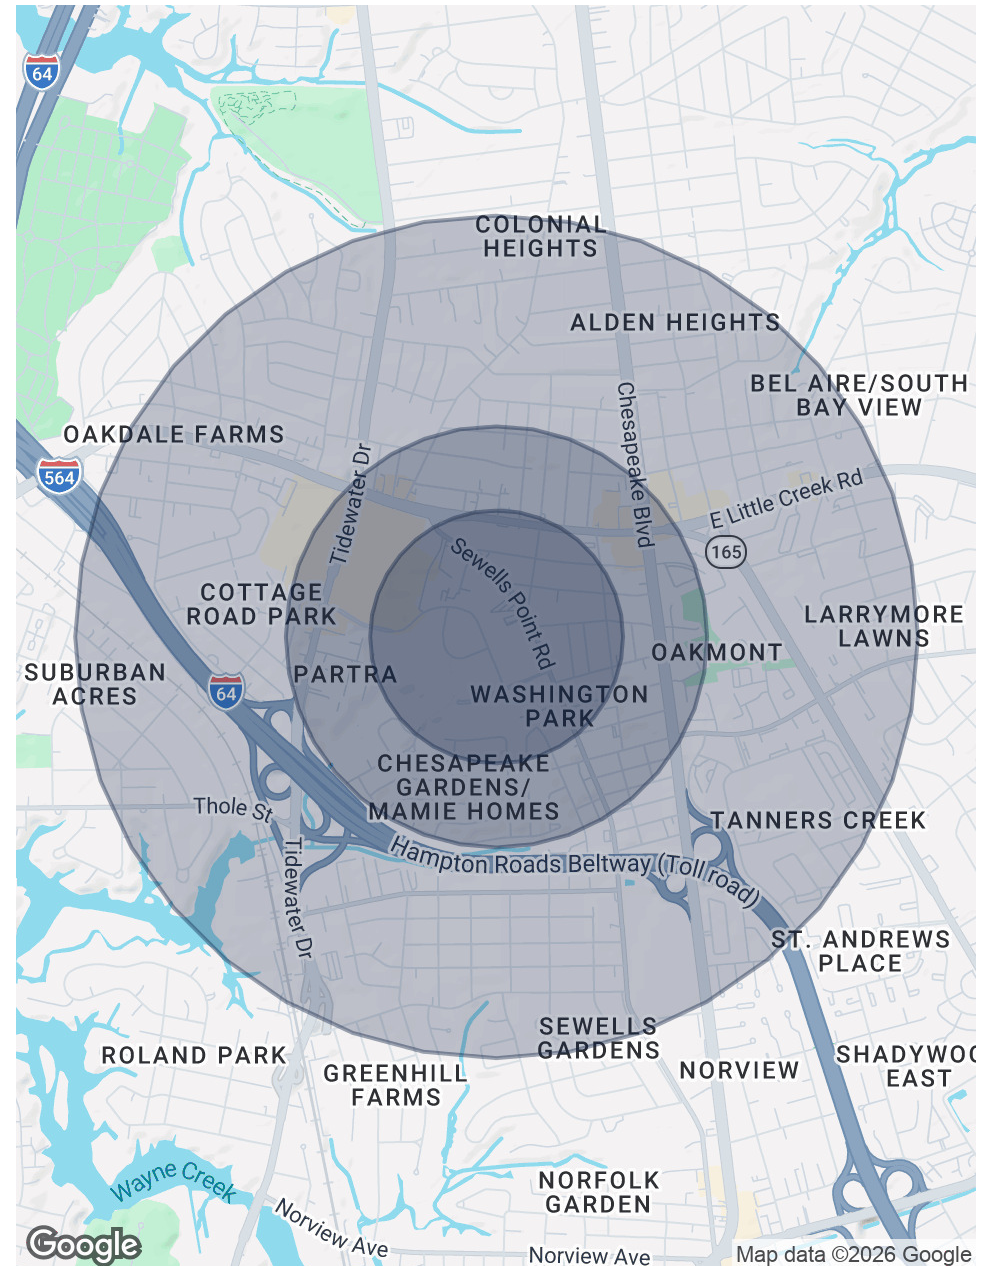 64
COLONIAL
HEIGHTS
ALDEN HEIGHTS
BEL AIRE/SOUTH
BAY VIEW
Chesapeake Blvd
OAKDALE FARMS
564
Tidewater Dr
E Little Creek Rd
165
Sewells Point Rd
COTTAGE
ROAD PARK
LARRYMORE
LAWNS
OAKMONT
SUBURBAN
ACRES
PARTRA
64
WASHINGTON
PARK
CHESAPEAKE
GARDENS/
MAMIE HOMES
Thole St
TANNERS CREEK
Hampton Roads Beltway (Toll road)
Tidewater Dr
ST. ANDREWS
PLACE
SEWELLS
GARDENS
ROLAND PARK
GREENHILL
FARMS
NORVIEW
SHADYWOO
EAST
Wayne Creek
NORFOLK
GARDEN
Norview Ave
Norview Ave
Google
Map data ©2026 Google